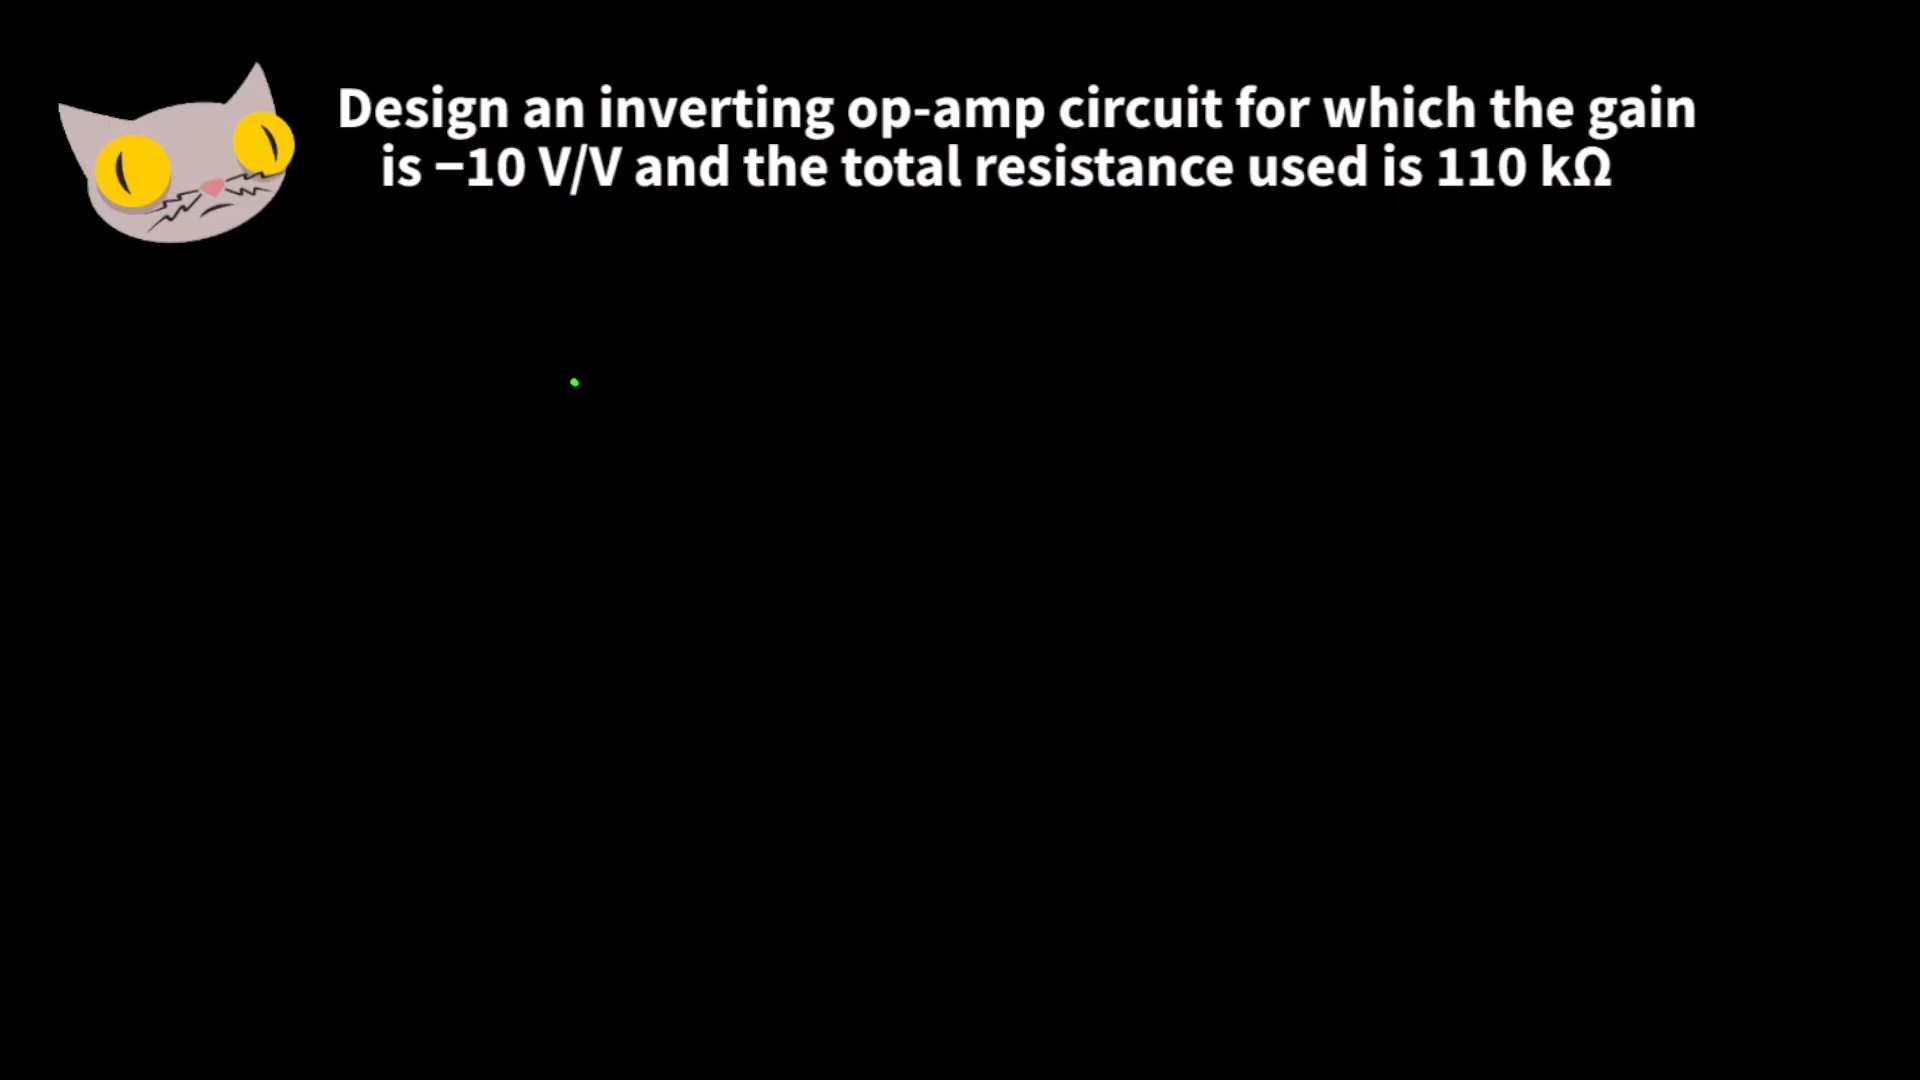 Design an inverting op-amp circuit for which the gain
is −10 V/V and the total resistance used is 110 kΩ